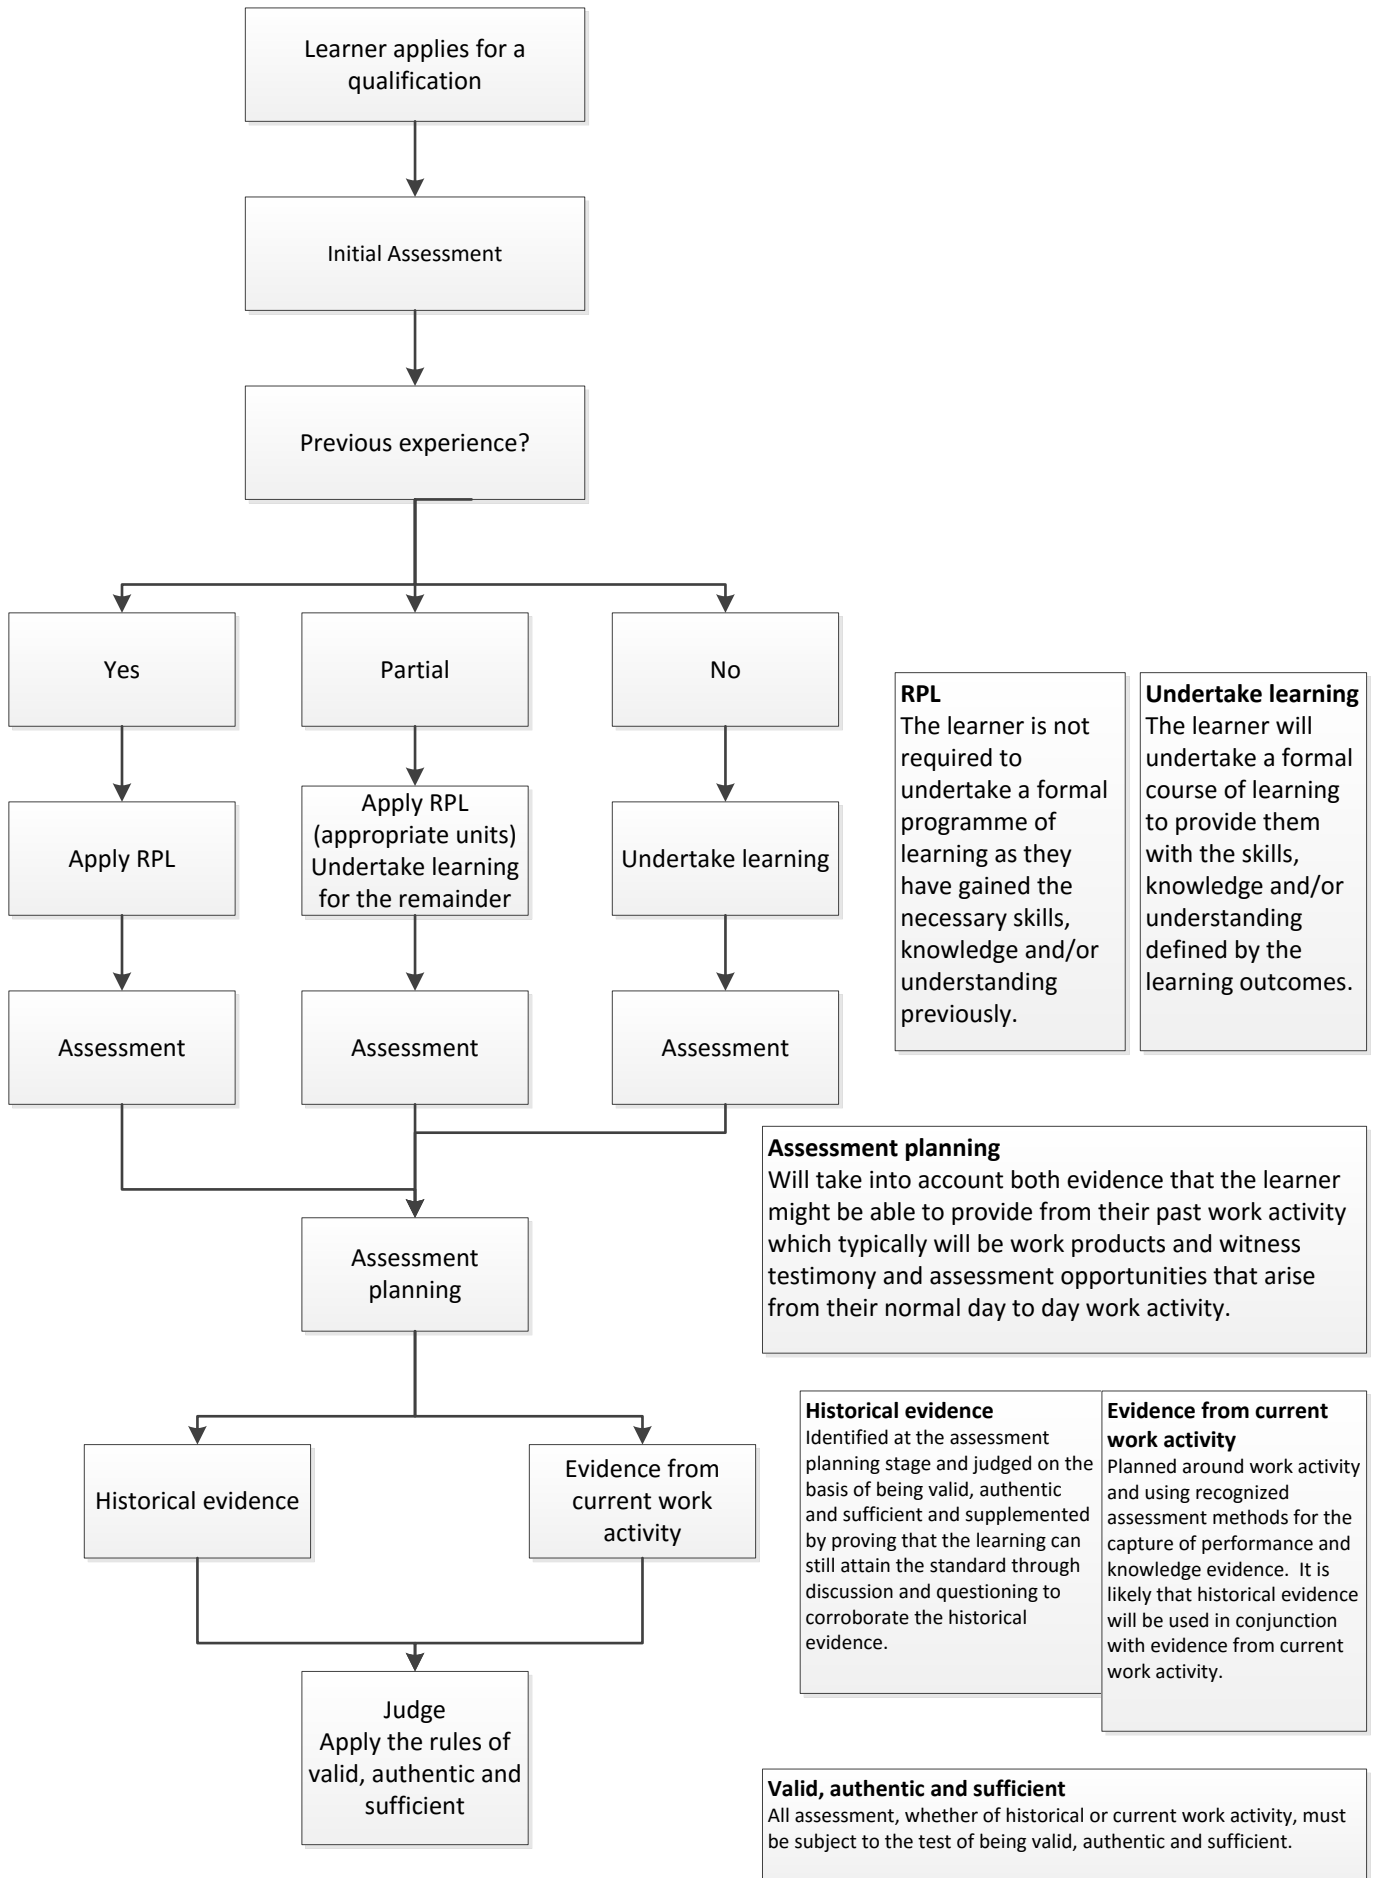 Learner applies for a
qualification
Initial Assessment
Previous experience?
Yes
Partial
No
Apply RPL
Apply RPL
(appropriate units)
Undertake learning
for the remainder
Undertake learning
Assessment
Assessment
Assessment
RPL
The learner is not
required to
undertake a formal
programme of
learning as they
have gained the
necessary skills,
knowledge and/or
understanding
previously.
Undertake learning
The learner will
undertake a formal
course of learning
to provide them
with the skills,
knowledge and/or
understanding
defined by the
learning outcomes.
Assessment planning
Will take into account both evidence that the learner
might be able to provide from their past work activity
which typically will be work products and witness
testimony and assessment opportunities that arise
from their normal day to day work activity.
Assessment
planning
Historical evidence
Evidence from
current work
activity
Historical evidence
Identified at the assessment
planning stage and judged on the
basis of being valid, authentic
and sufficient and supplemented
by proving that the learning can
still attain the standard through
discussion and questioning to
corroborate the historical
evidence.
Evidence from current
work activity
Planned around work activity
and using recognized
assessment methods for the
capture of performance and
knowledge evidence.  It is
likely that historical evidence
will be used in conjunction
with evidence from current
work activity.
Judge
Apply the rules of
valid, authentic and
sufficient
Valid, authentic and sufficient
All assessment, whether of historical or current work activity, must
be subject to the test of being valid, authentic and sufficient.